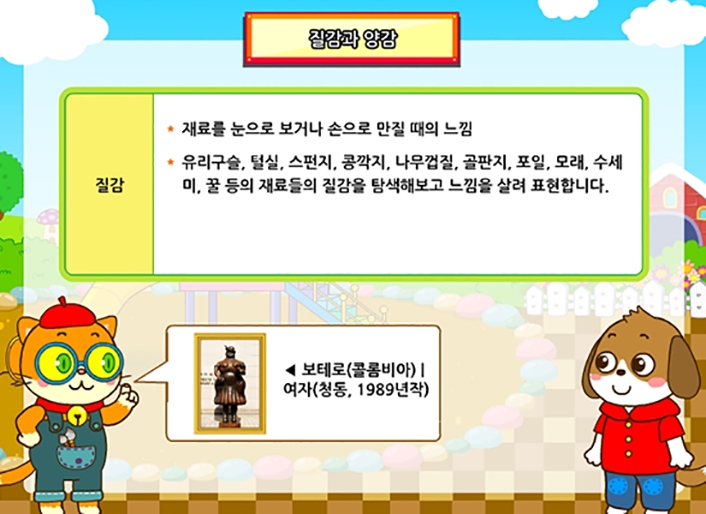 질감과 양감
질감
* 재료를 눈으로 보거나 손으로 만질 때의 느낌
* 유리구슬, 털실, 스펀지, 콩깍지, 나무껍질, 골판지, 포일, 모래, 수세
미, 꿀 등의 재료들의 질감을 탐색해보고 느낌을 살려 표현합니다.
◀ 보테로(콜롬비아) |
여자(청동, 1989년작)